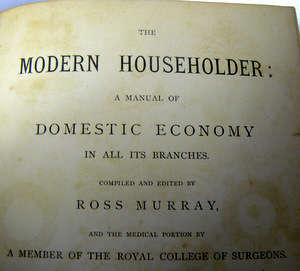 THE
MODERN HOUSEHOLDER:
A MANUAL OF
DOMESTIC ECONOMY
IN ALL ITS BRANCHES.
COMPILED AND EDITED BY
ROSS MURRAY,
AND THE MEDICAL PORTION BY
A MEMBER OF THE ROYAL COLLEGE OF SURGEONS.